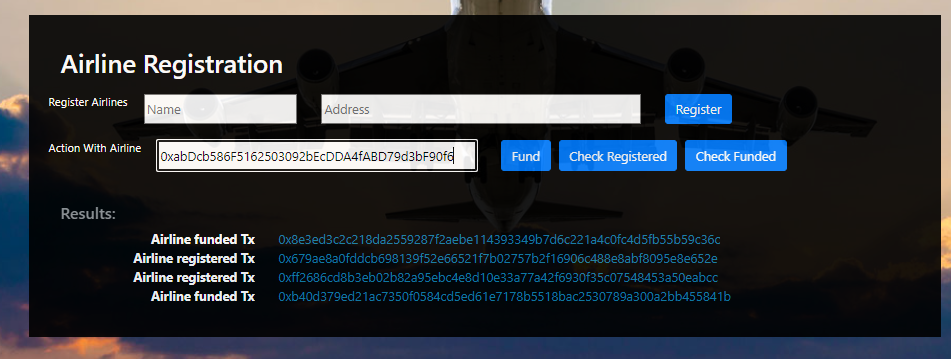 Airline Registration
Register Airlines Name Address Register
Action With Airline 0xabDcb586F5162503092bEcDDA4fABD79d3bF90f6 Fund Check Registered Check Funded
Results:
Airline funded Tx 0x8e3ed3c2c218da2559287f2aebe114393349b7d6c221a4c0fc4d5fb55b59c36c
Airline registered Tx 0x679ae8a0fddcb698139f52e66521f7b02757b2f16906c488e8abf8095e8e652e
Airline registered Tx 0xff2686cd8b3eb02b82a95ebc4e8d10e33a77a42f6930f35c07548453a50eabcc
Airline funded Tx 0xb40d379ed21ac7350f0584cd5ed61e7178b5518bac2530789a300a2bb455841b